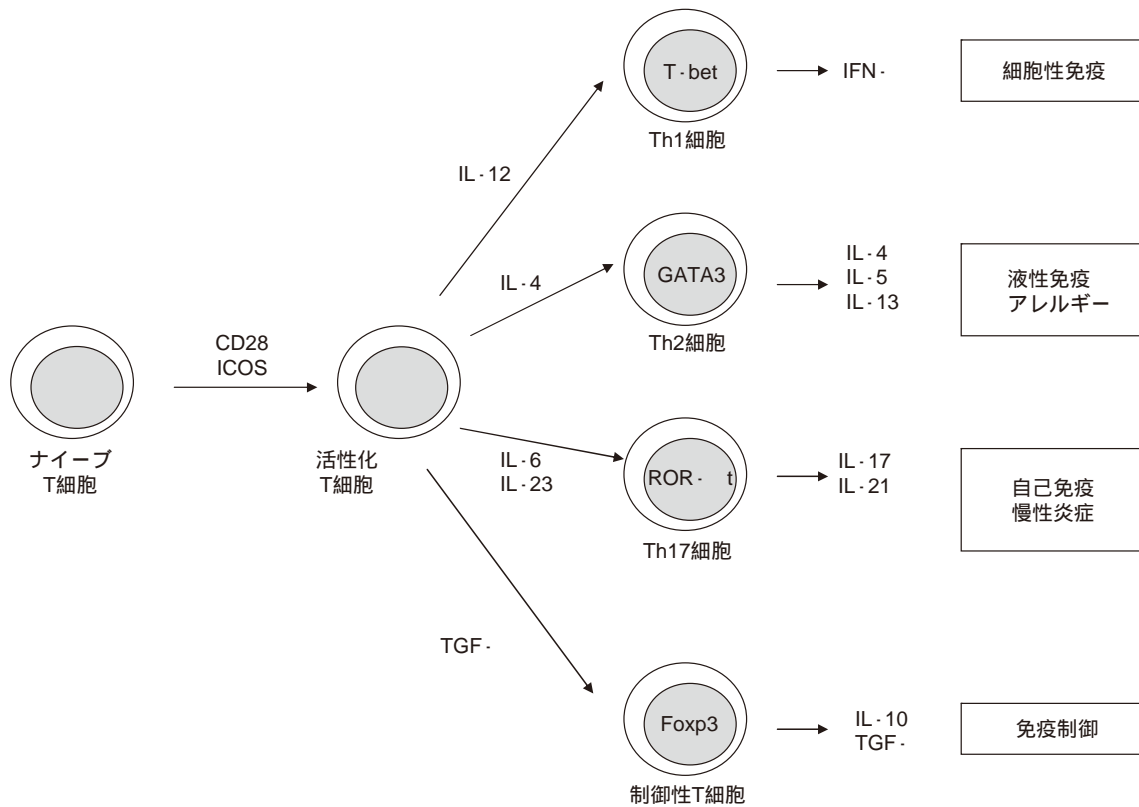 T‐bet
IFN‐
細胞性免疫
Th1細胞
IL‐12
IL‐4
GATA3
Th2細胞
IL‐4
IL‐5
IL‐13
液性免疫
アレルギー
CD28
ICOS
ナイーブ
T細胞
活性化
T細胞
IL‐6
IL‐23
ROR‐ t
Th17細胞
IL‐17
IL‐21
自己免疫
慢性炎症
TGF‐
Foxp3
制御性T細胞
IL‐10
TGF‐
免疫制御